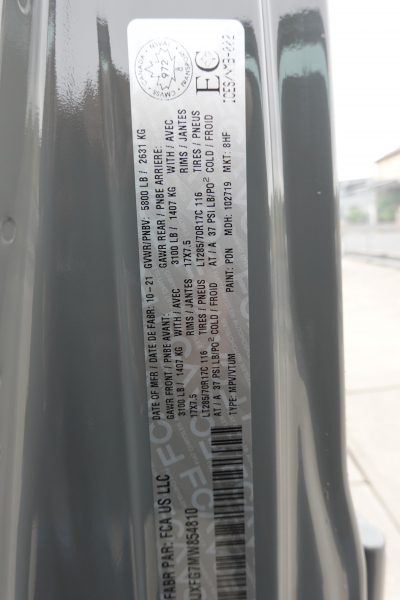 FABR PAR: FCA US LLC
DATE OF MFR / DATE DE FABR: 10-21 GVWR/PNBV: 5800 LB / 2631 KG
GAWR FRONT / PNBE AVANT: GAWR REAR / PNBE ARRIERE:
3100 LB / 1407 KG WITH / AVEC 3100 LB / 1407 KG WITH / AVEC
17X7.5 RIMS / JANTES 17X7.5 RIMS / JANTES
LT285/70R17C 116 TIRES / PNEUS LT285/70R17C 116 TIRES / PNEUS
AT / A 37 PSI LB/PO² COLD / FROID AT / A 37 PSI LB/PO² COLD / FROID
TYPE: MPV/VTUM PAINT: PDN MDH: 102719 MKT: 8HF
XFG7MW854810
972
EC